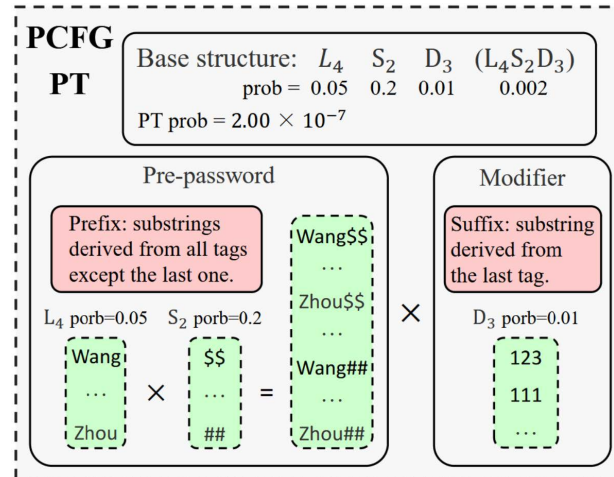 PCFG
PT
Base structure: L₄ S₂ D₃ (L₄S₂D₃)
prob = 0.05 0.2 0.01 0.002
PT prob = 2.00 × 10⁻⁷
Pre-password
Prefix: substrings
derived from all tags
except the last one.
L₄ porb=0.05 S₂ porb=0.2
Wang
...
Zhou
×
$$
...
##
=
Wang$$
...
Zhou$$
...
Wang##
...
Zhou##
×
Modifier
Suffix: substring
derived from
the last tag.
D₃ porb=0.01
123
111
...